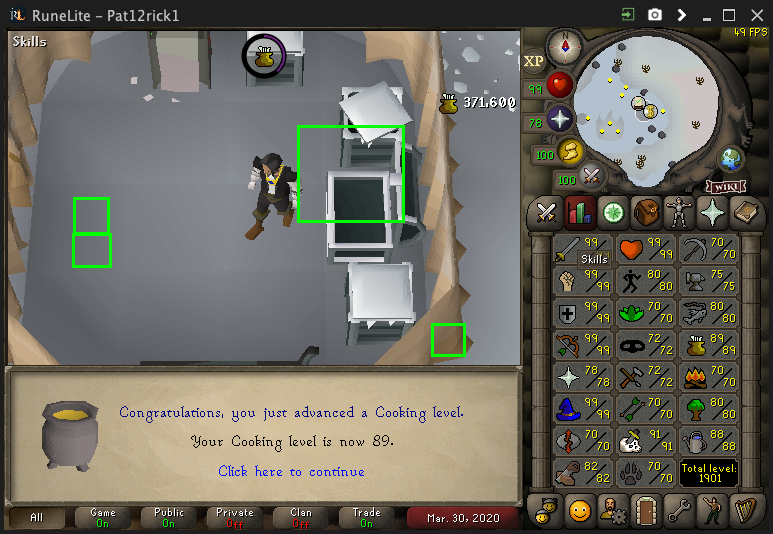 RuneLite - Pat12rick1
Skills
49 FPS
N
XP
371.600
99
78
100
100
WIKI
99/99 99/99 70/70
Skills
99/99 80/80 75/75
99/99 70/70 80/80
99/99 72/72 89/89
78/78 72/72 70/70
99/99 70/70 80/80
70/70 91/91 88/88
82/82 70/70 Total level: 1901
Congratulations, you just advanced a Cooking level.
Your Cooking level is now 89.
Click here to continue
All
Game On
Public On
Private Off
Clan Off
Trade On
Mar. 30, 2020